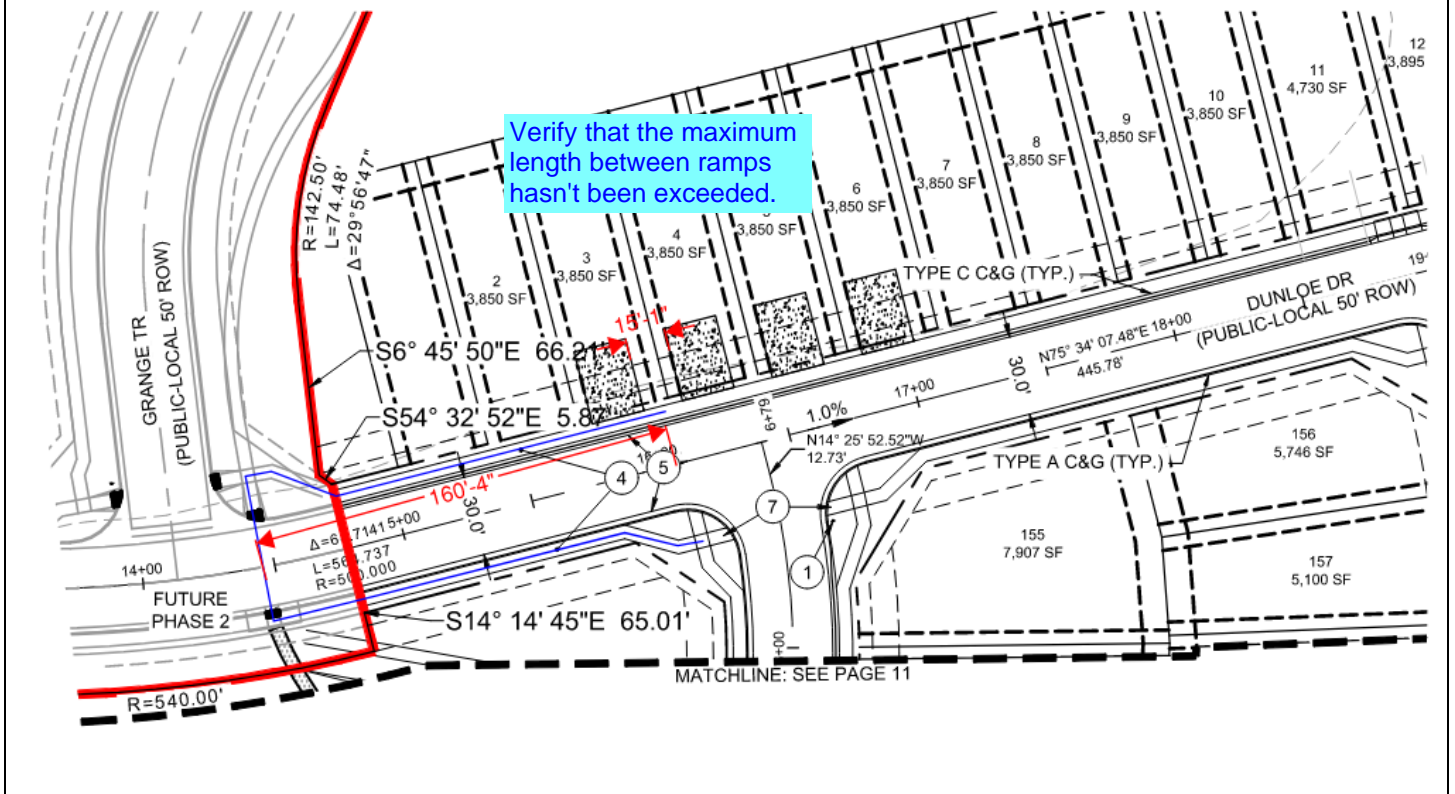 Verify that the maximum
length between ramps
hasn't been exceeded.
GRANGE TR
(PUBLIC-LOCAL 50' ROW)
R=142.50'
L=74.48'
Δ=29°56'47"
2
3,850 SF
3
3,850 SF
4
3,850 SF
3,850 SF
6
3,850 SF
7
3,850 SF
8
3,850 SF
9
3,850 SF
10
3,850 SF
11
4,730 SF
12
3,895
TYPE C C&G (TYP.)
DUNLOE DR
(PUBLIC-LOCAL 50' ROW)
15'-1"
S6° 45' 50"E 66.21'
S54° 32' 52"E 5.87'
160'-4"
30.0'
4
5
6+79
1.0%
17+00
30.0'
N75° 34' 07.48"E
18+00
445.78'
N14° 25' 52.52"W
12.73'
TYPE A C&G (TYP.)
7
1
156
5,746 SF
155
7,907 SF
157
5,100 SF
14+00
5+00
R=500.000
FUTURE
PHASE 2
S14° 14' 45"E 65.01'
+00
MATCHLINE: SEE PAGE 11
R=540.00'